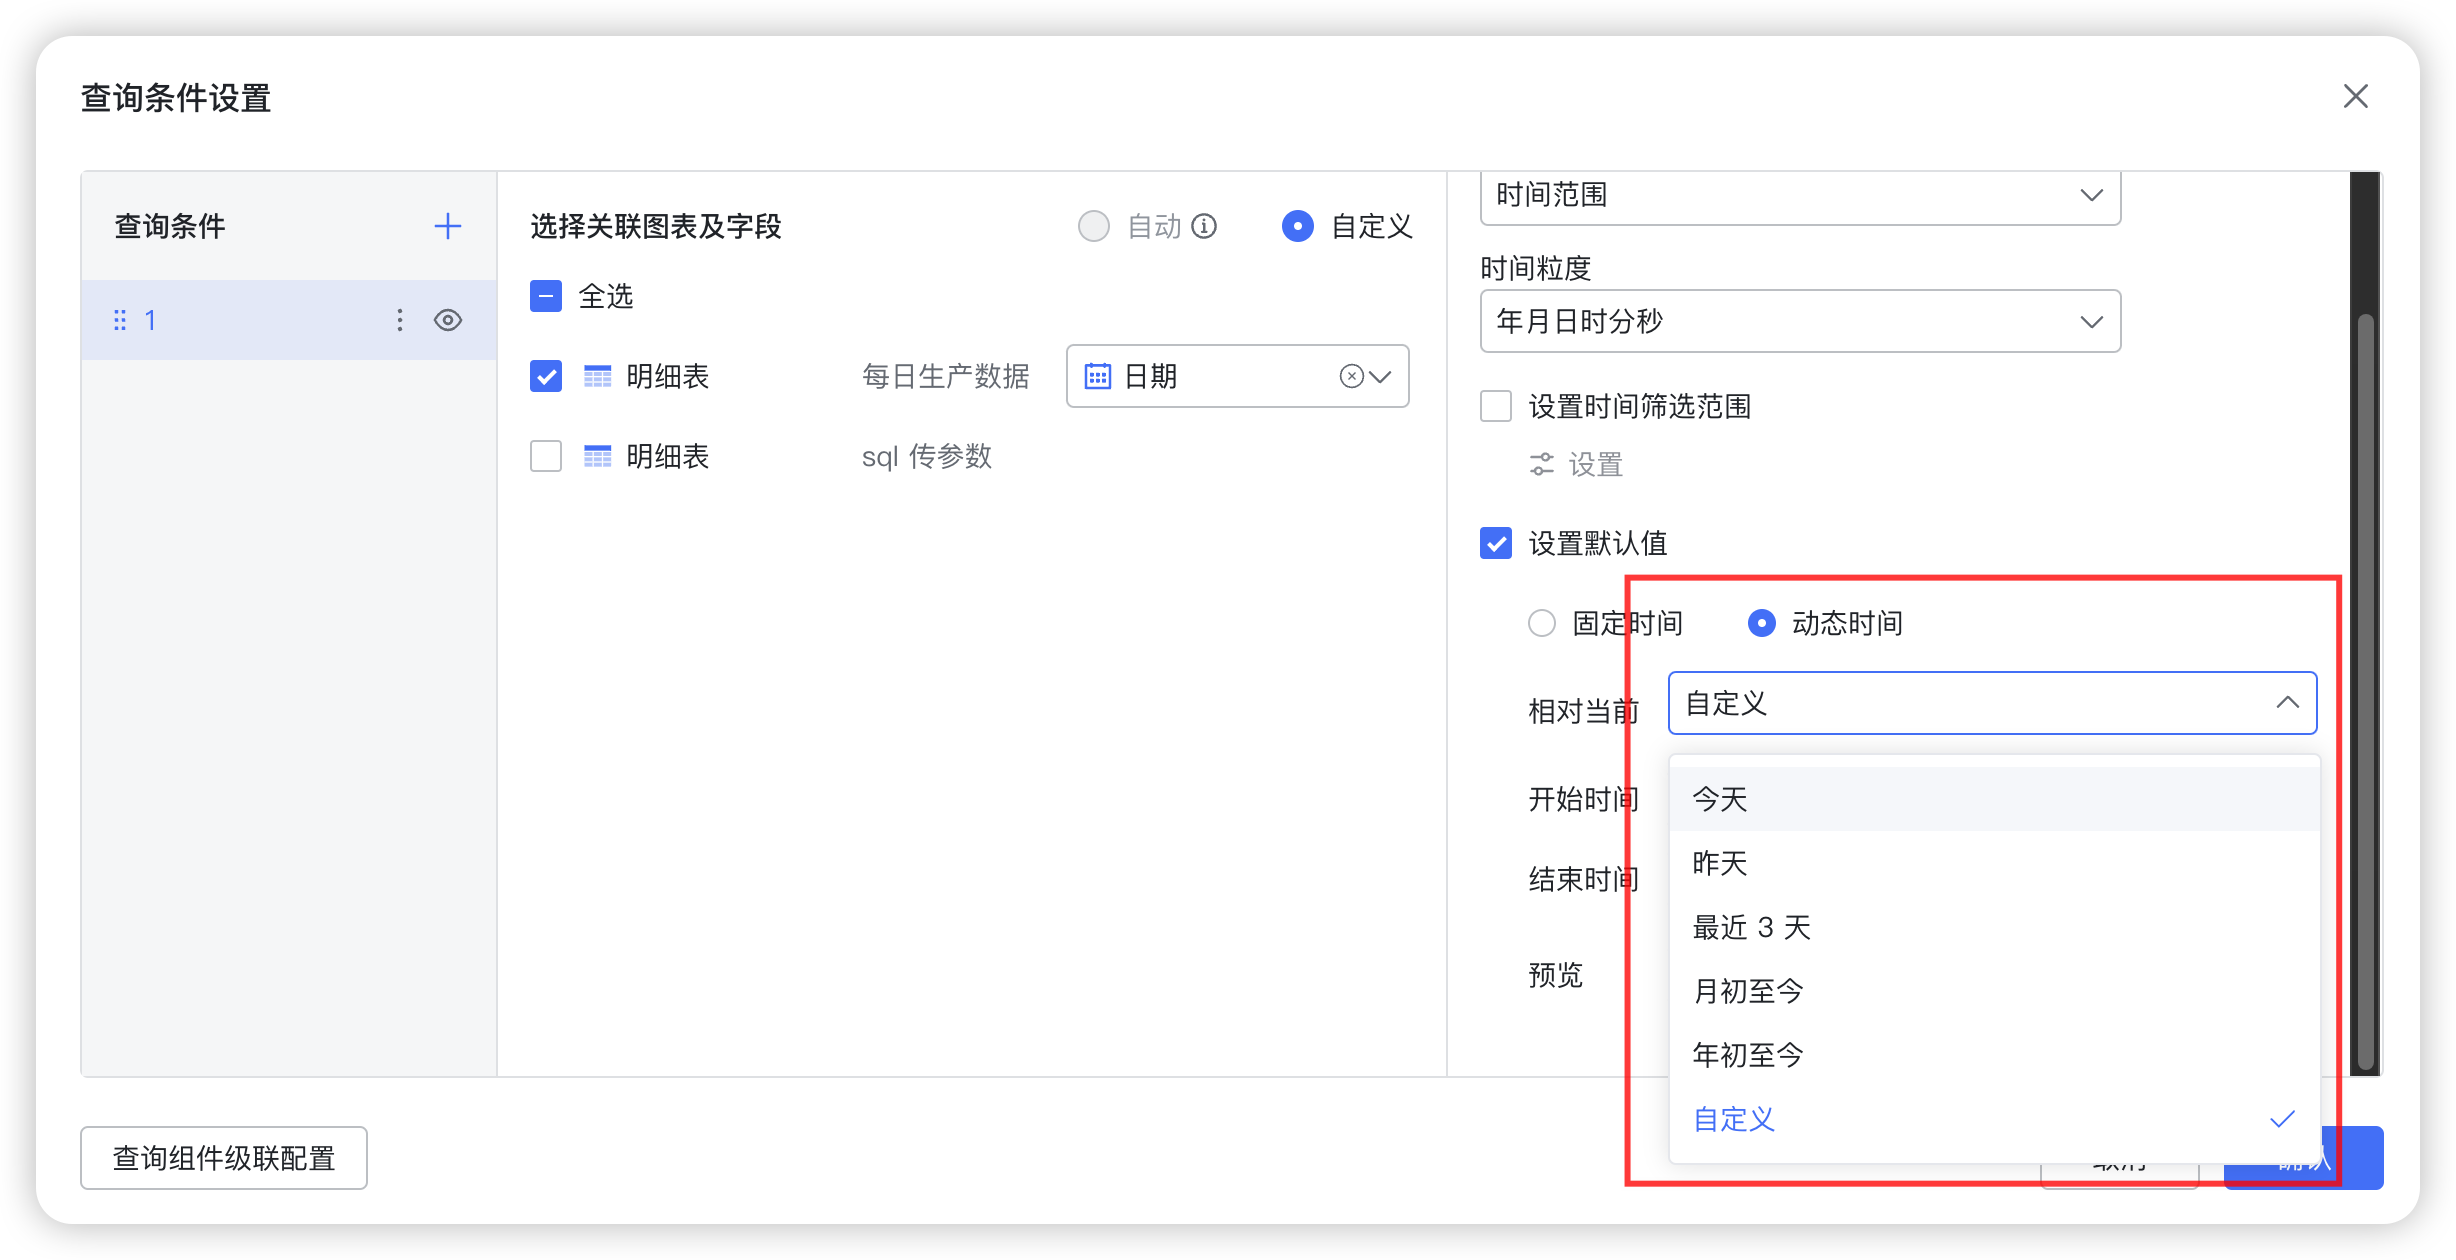 查询条件设置
查询条件
1
选择关联图表及字段
自动
自定义
全选
明细表
每日生产数据
日期
明细表
sql 传参数
时间范围
时间粒度
年月日时分秒
设置时间筛选范围
设置
设置默认值
固定时间
动态时间
相对当前
自定义
开始时间
结束时间
预览
今天
昨天
最近 3 天
月初至今
年初至今
自定义
查询组件级联配置
取消
确认